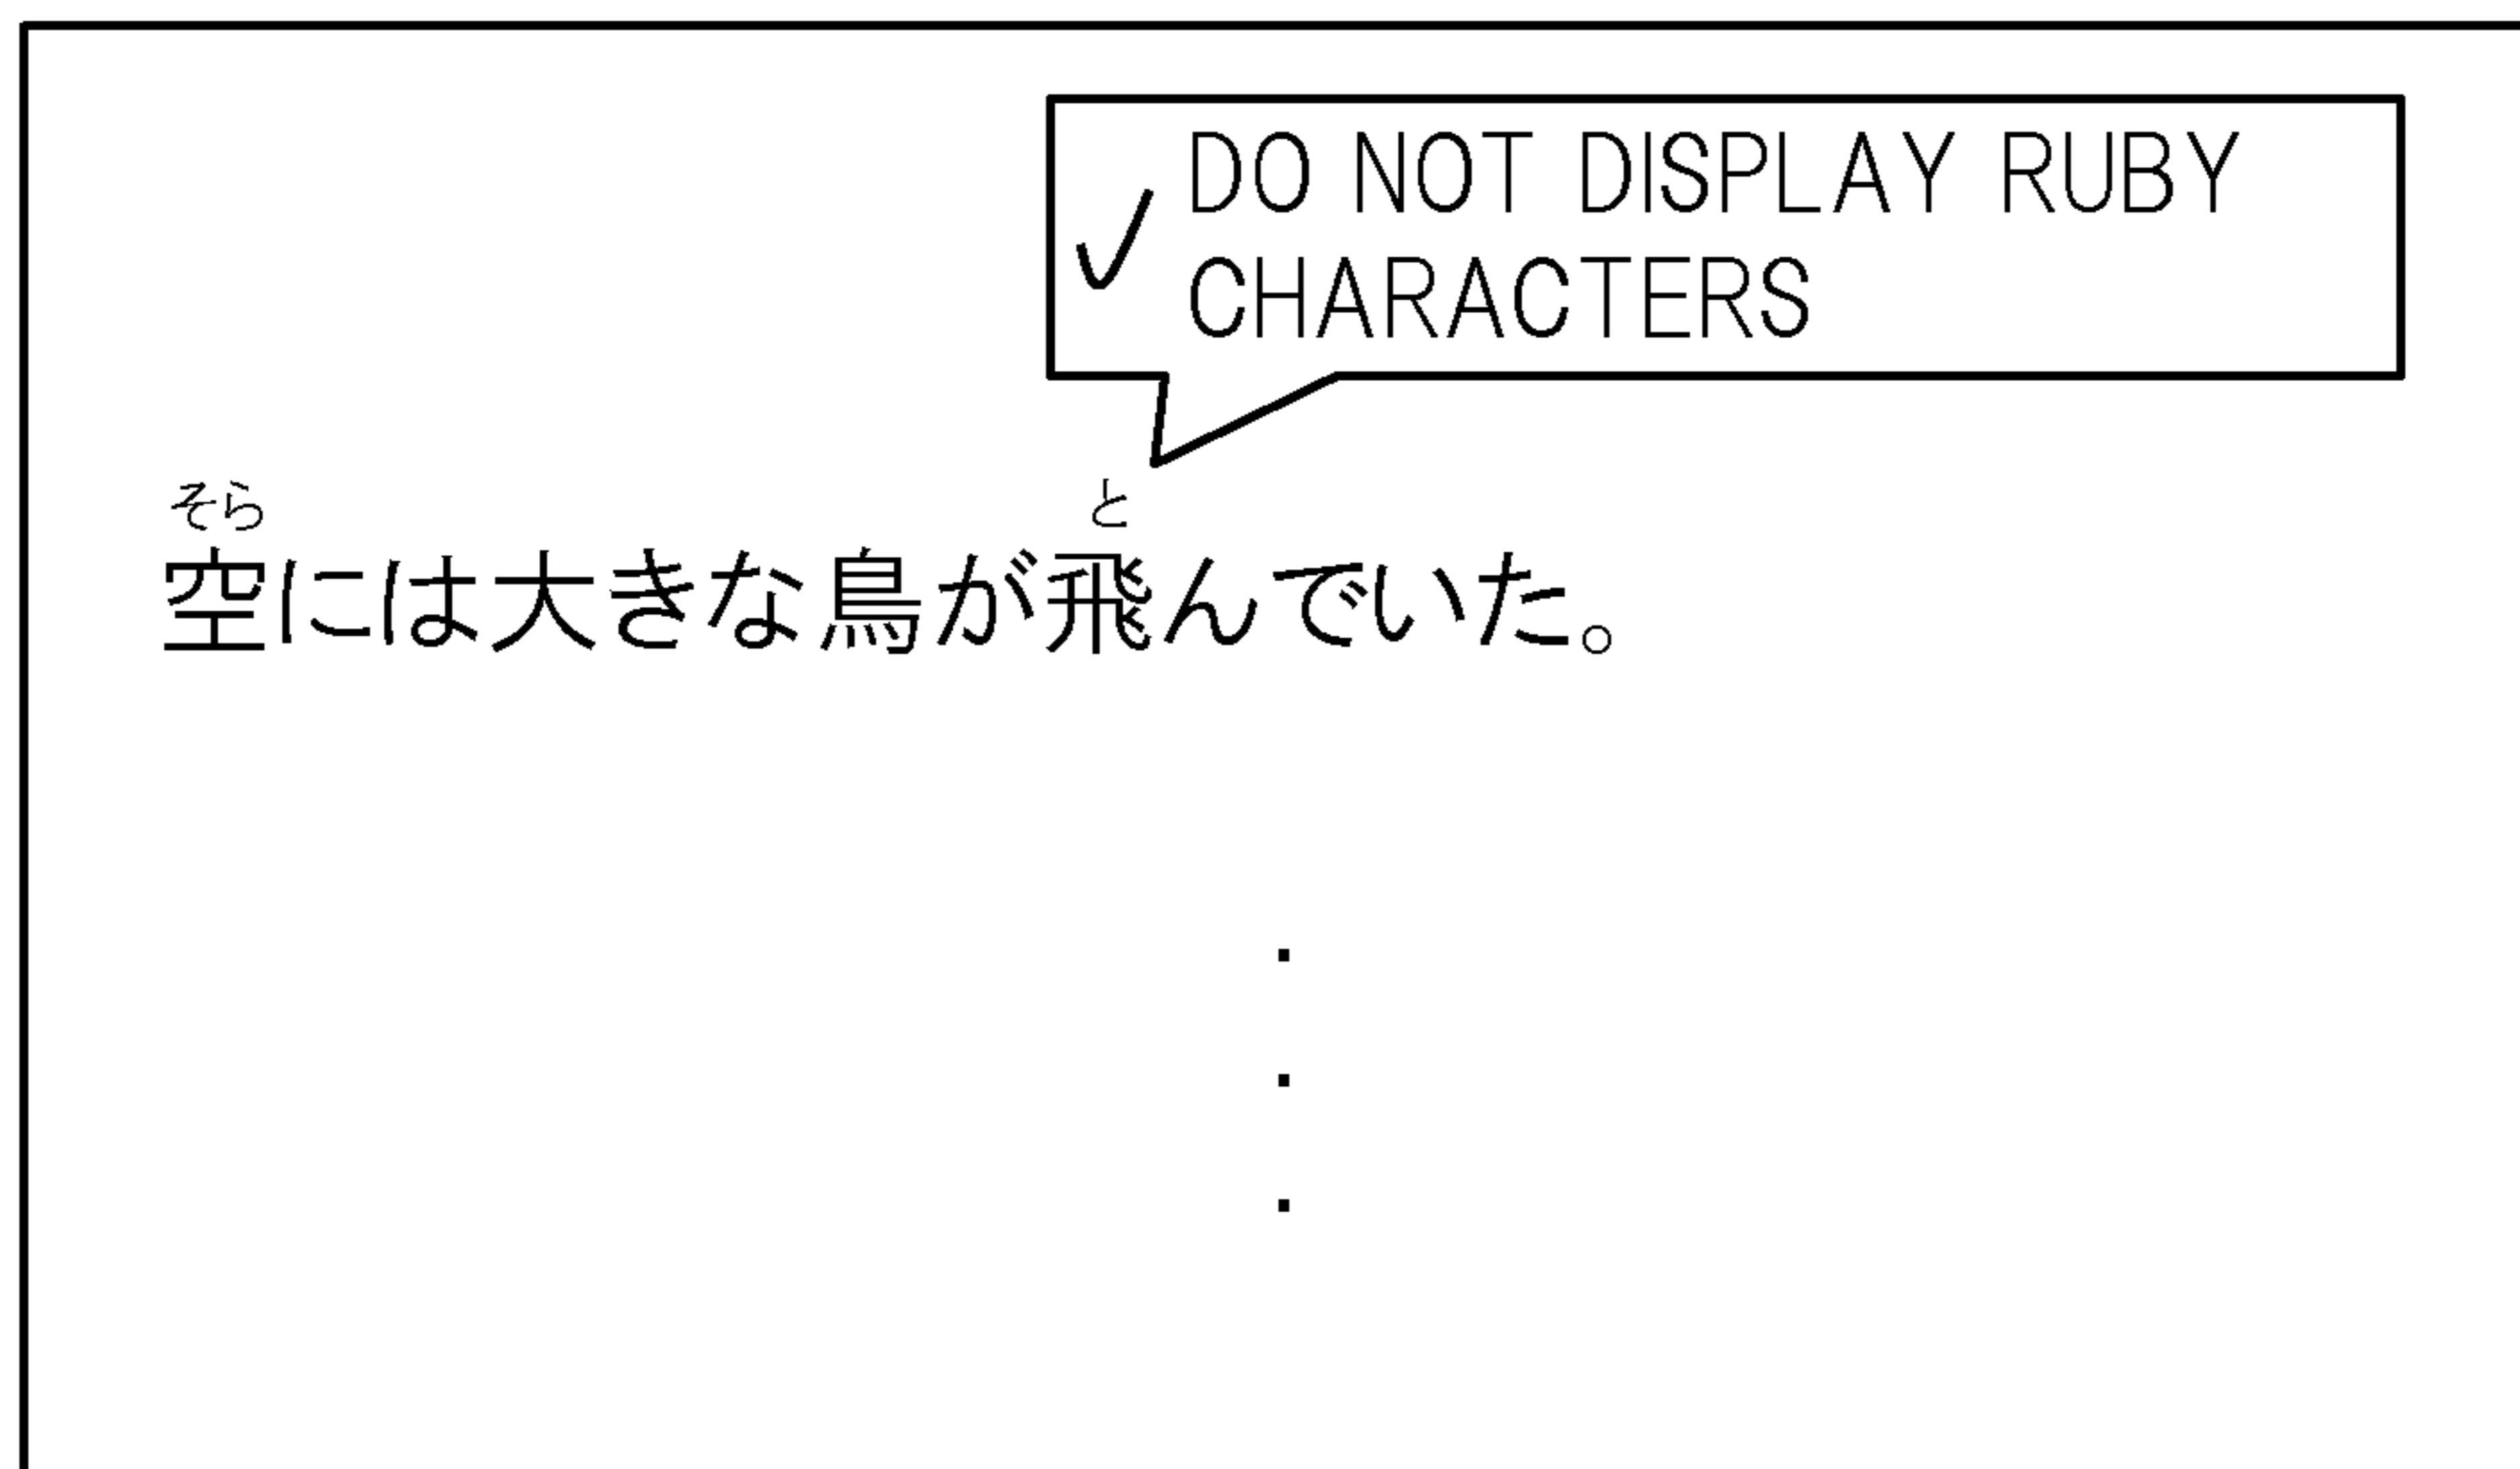 ✓ DO NOT DISPLAY RUBY
CHARACTERS
そら と
空には大きな鳥が飛んでいた。